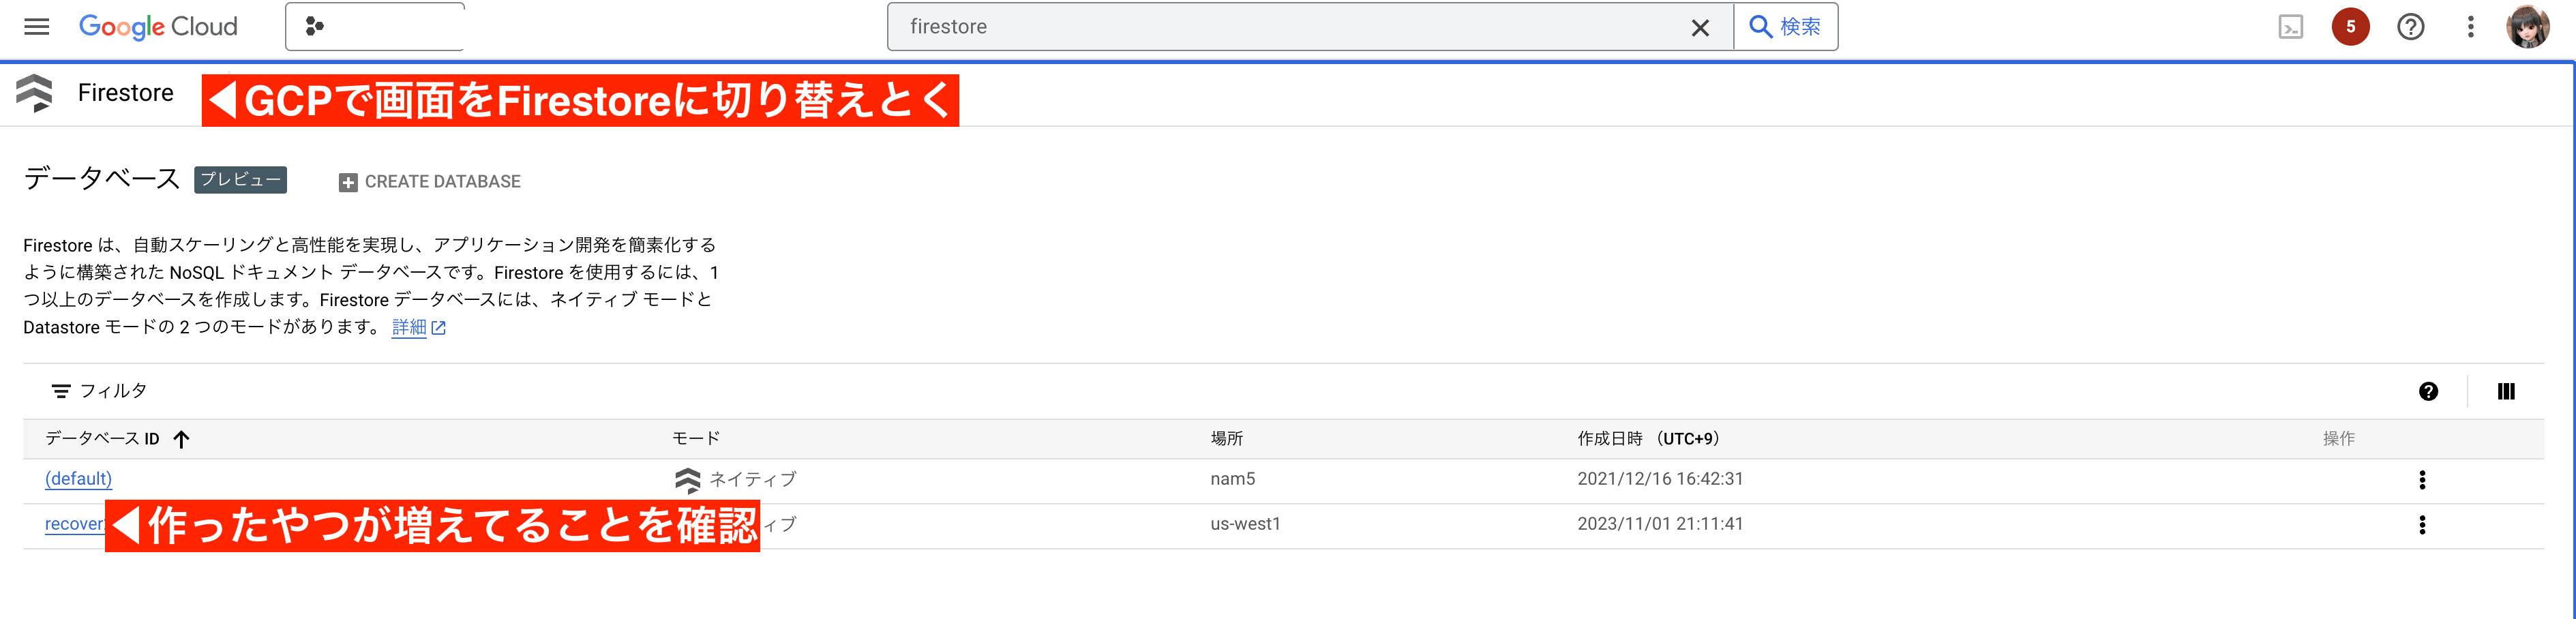 Google Cloud
firestore
検索
5
Firestore
◀GCPで画面をFirestoreに切り替えとく
データベース
プレビュー
CREATE DATABASE
Firestore は、自動スケーリングと高性能を実現し、アプリケーション開発を簡素化する
ように構築された NoSQL ドキュメント データベースです。Firestore を使用するには、1
つ以上のデータベースを作成します。Firestore データベースには、ネイティブ モードと
Datastore モードの 2 つのモードがあります。 詳細
フィルタ
データベース ID モード 場所 作成日時 （UTC+9） 操作
(default) ネイティブ nam5 2021/12/16 16:42:31
◀作ったやつが増えてることを確認
ィブ us-west1 2023/11/01 21:11:41